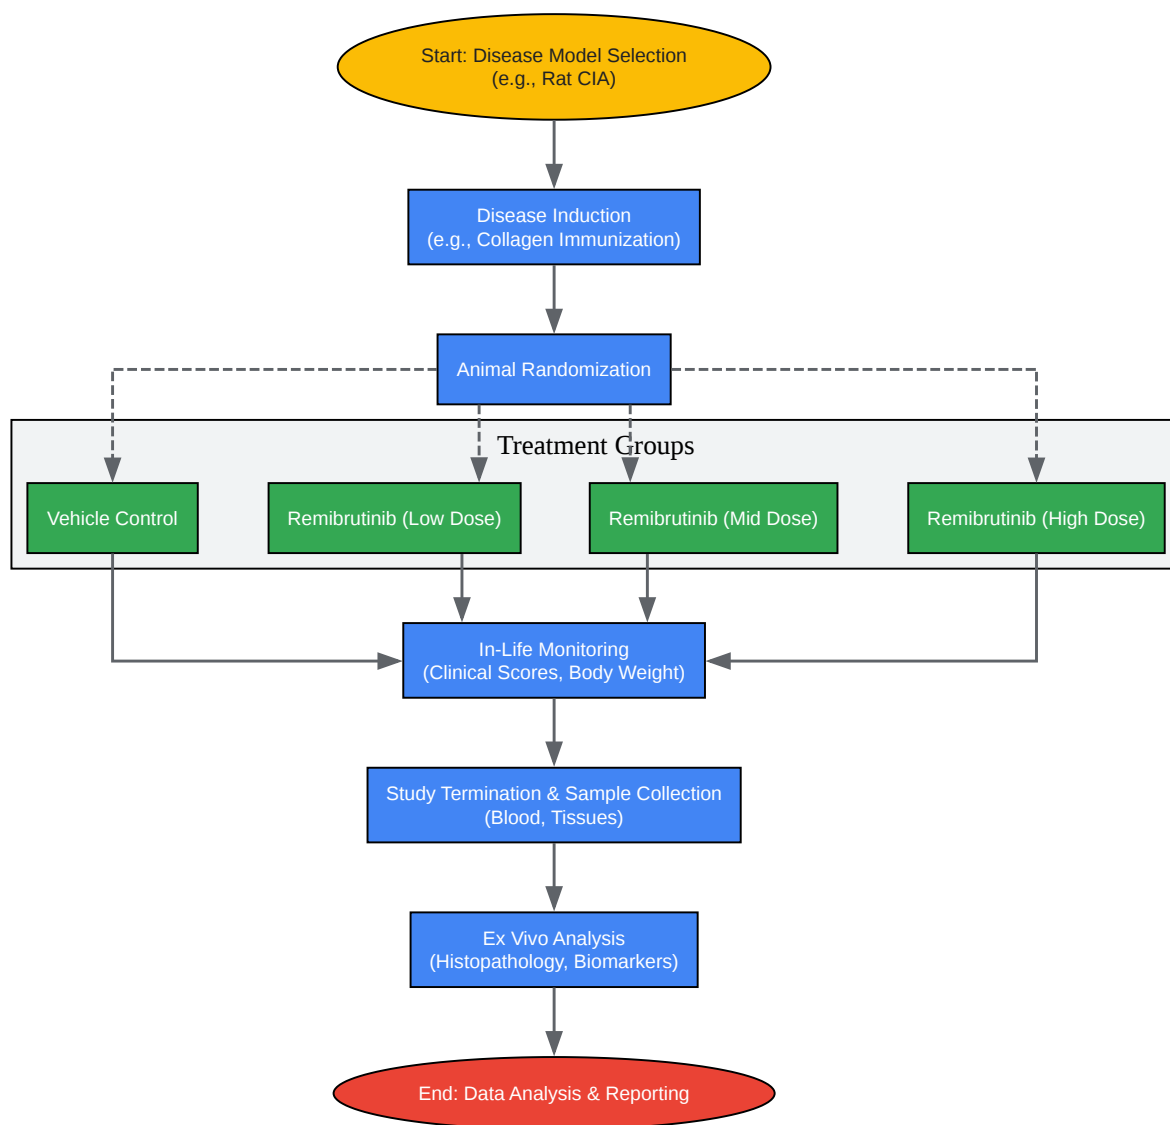 Start: Disease Model Selection
(e.g., Rat CIA)
Disease Induction
(e.g., Collagen Immunization)
Animal Randomization
Treatment Groups
Vehicle Control
Remibrutinib (Low Dose)
Remibrutinib (Mid Dose)
Remibrutinib (High Dose)
In-Life Monitoring
(Clinical Scores, Body Weight)
Study Termination & Sample Collection
(Blood, Tissues)
Ex Vivo Analysis
(Histopathology, Biomarkers)
End: Data Analysis & Reporting